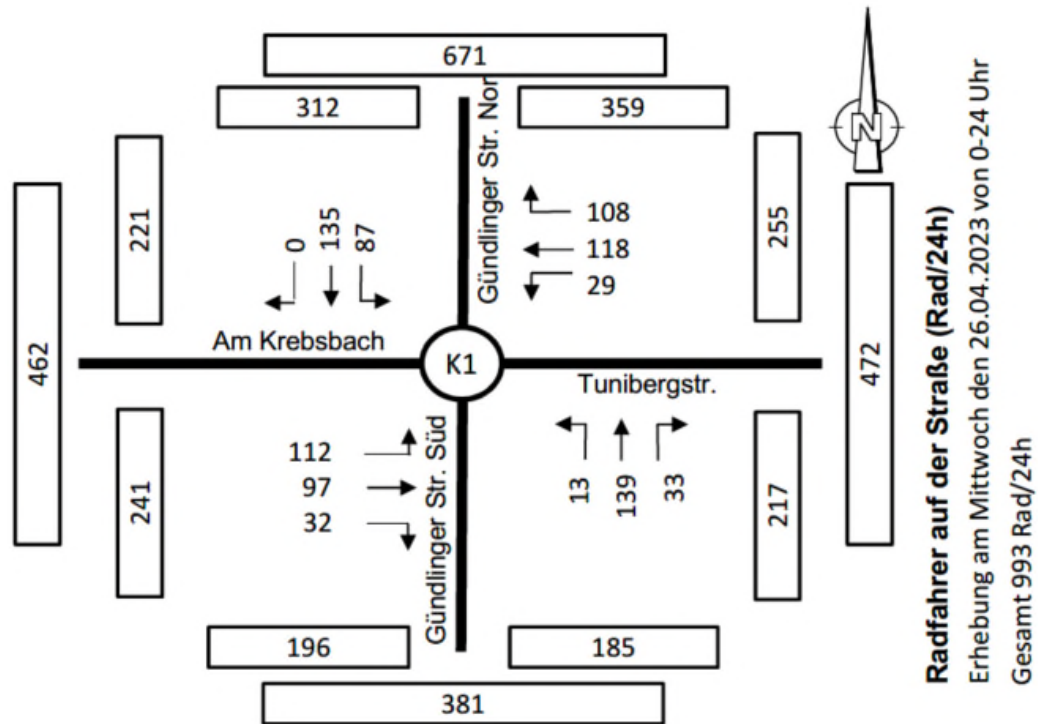 671
312
359
Gündlinger Str. Nor
N
221
462
0
135
87
108
118
29
255
472
Am Krebsbach
K1
Tunibergstr.
241
112
97
32
Gündlinger Str. Süd
13
139
33
217
196
185
381
Radfahrer auf der Straße (Rad/24h)
Erhebung am Mittwoch den 26.04.2023 von 0-24 Uhr
Gesamt 993 Rad/24h